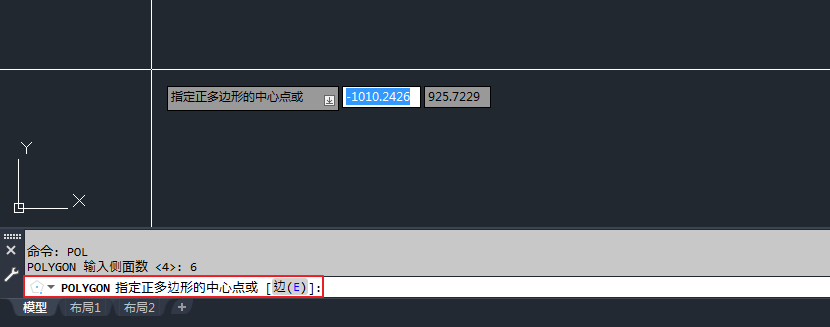 指定正多边形的中心点或 -1010.2426 925.7229
Y
X
命令: POL
POLYGON 输入侧面数 <4>: 6
POLYGON 指定正多边形的中心点或 [边(E)]:
模型 布局1 布局2 +